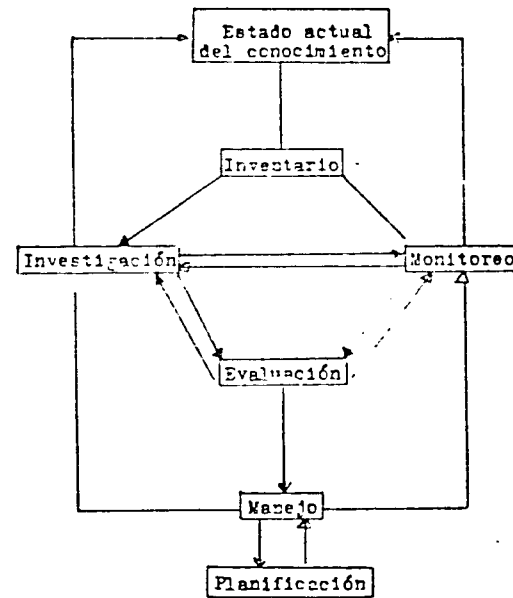 Estado actual
del conocimiento
Inventario
Investigación
Monitoreo
Evaluación
Manejo
Planificación